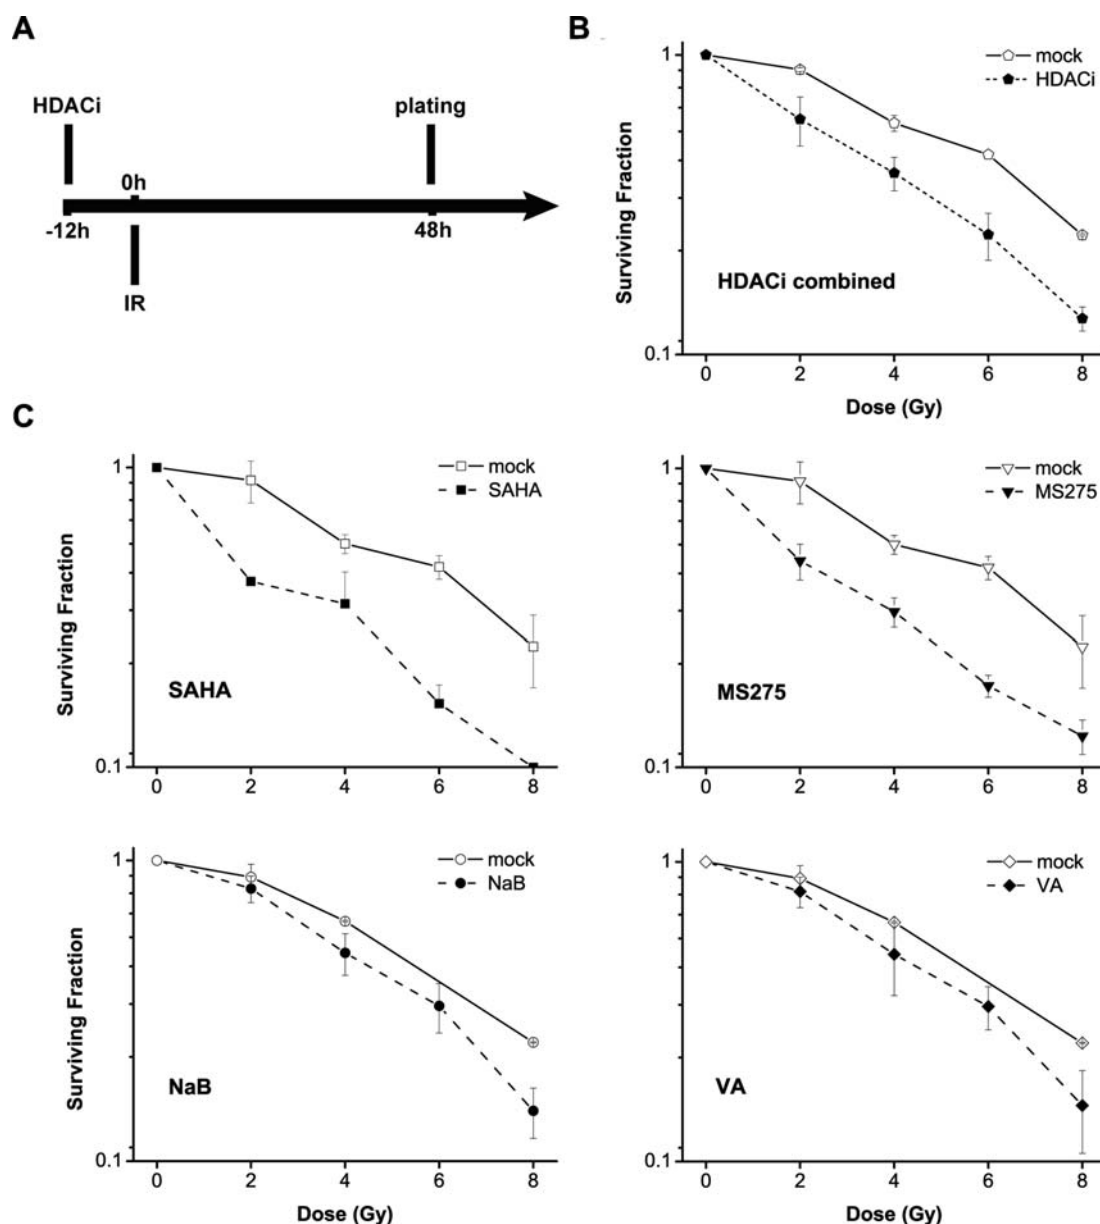 A
HDACi
plating
0h
-12h
48h
IR
B
1
mock
HDACi
Surviving Fraction
HDACi combined
0.1
0 2 4 6 8
Dose (Gy)
C
1
mock
SAHA
Surviving Fraction
SAHA
0.1
0 2 4 6 8
1
mock
MS275
MS275
0.1
0 2 4 6 8
1
mock
NaB
Surviving Fraction
NaB
0.1
0 2 4 6 8
Dose (Gy)
1
mock
VA
VA
0.1
0 2 4 6 8
Dose (Gy)